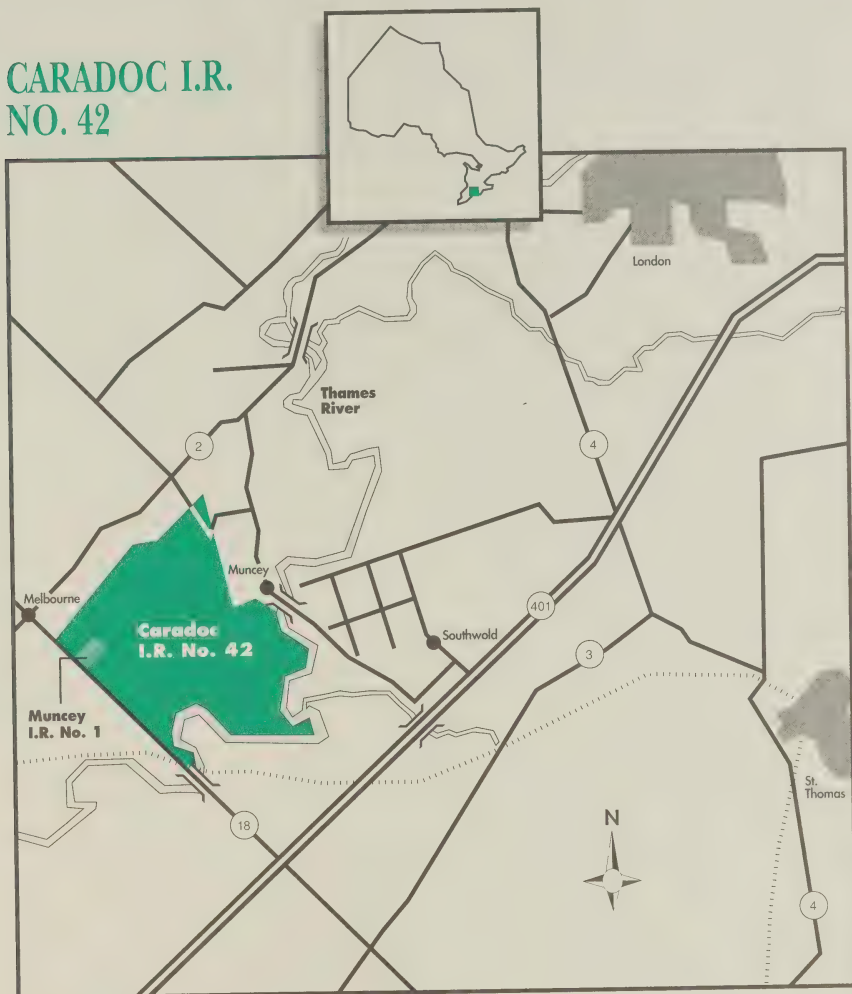 CARADOC I.R.
NO. 42
London
Thames
River
2
4
Muncey
Melbourne
Caradoc
I.R. No. 42
Southwold
401
3
Muncey
I.R. No. 1
18
N
St.
Thomas
4